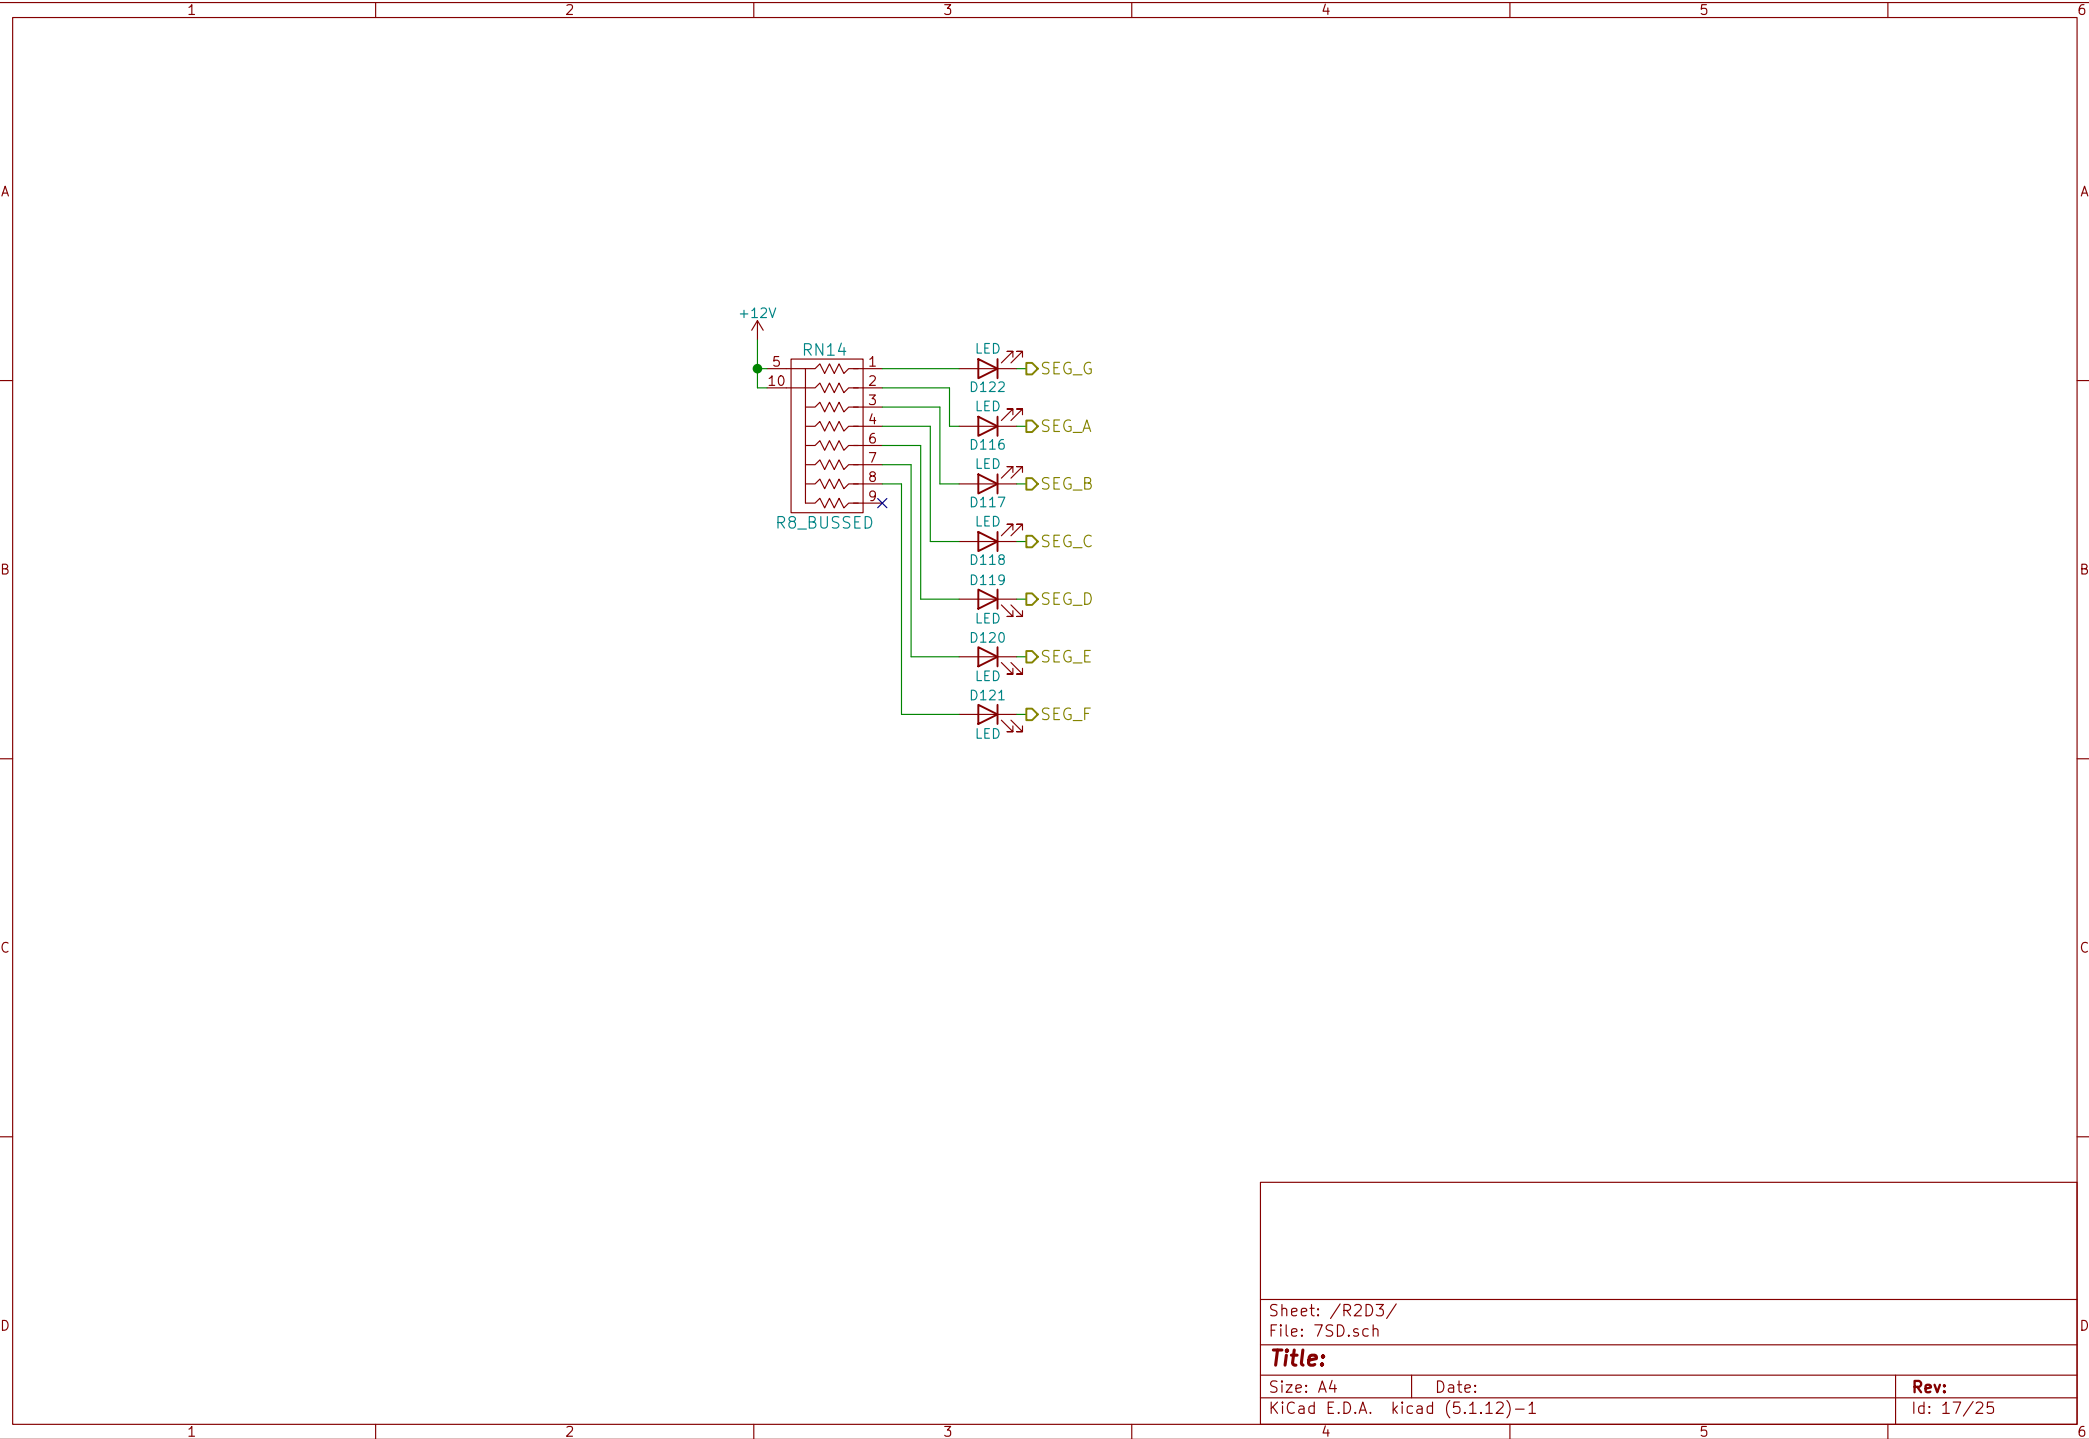 1 2 3 4 5 6
A A
+12V
RN14
5
10
1
2
3
4
6
7
8
9
R8_BUSSED
LED
SEG_G
D122
LED
SEG_A
D116
LED
SEG_B
D117
LED
SEG_C
D118
D119
SEG_D
LED
D120
SEG_E
LED
D121
SEG_F
LED
B B
C C
D D
Sheet: /R2D3/
File: 7SD.sch
Title:
Size: A4 Date: Rev:
KiCad E.D.A. kicad (5.1.12)-1 Id: 17/25
1 2 3 4 5 6